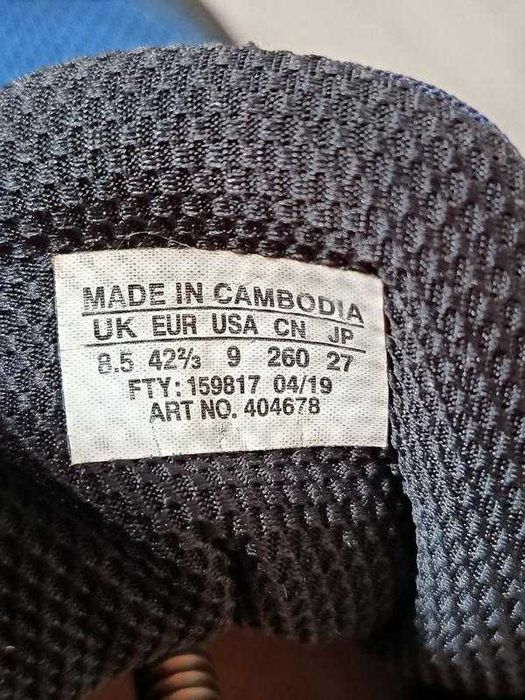 MADE IN CAMBODIA
UK EUR USA CN JP
8.5 42⅔ 9 260 27
FTY: 159817 04/19
ART NO. 404678